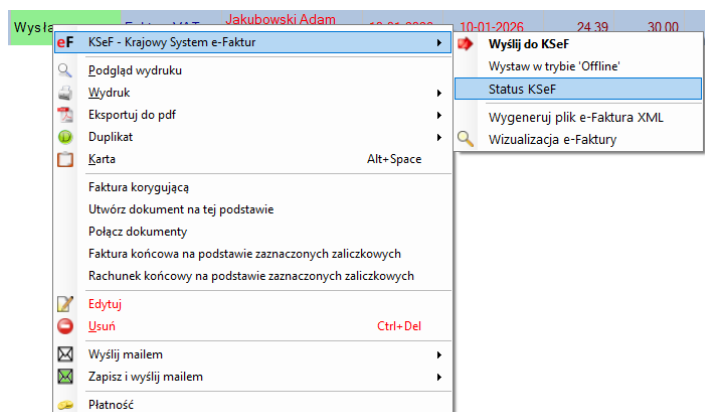 Jakubowski Adam
10-01-2026 24.39 30.00
eF KSeF - Krajowy System e-Faktur
Wyślij do KSeF
Podgląd wydruku
Wystaw w trybie 'Offline'
Wydruk
Status KSeF
Eksportuj do pdf
Wygeneruj plik e-Faktura XML
Duplikat
Wizualizacja e-Faktury
Karta Alt+Space
Faktura korygującą
Utwórz dokument na tej podstawie
Połącz dokumenty
Faktura końcowa na podstawie zaznaczonych zaliczkowych
Rachunek końcowy na podstawie zaznaczonych zaliczkowych
Edytuj
Usuń Ctrl+Del
Wyślij mailem
Zapisz i wyślij mailem
Płatność